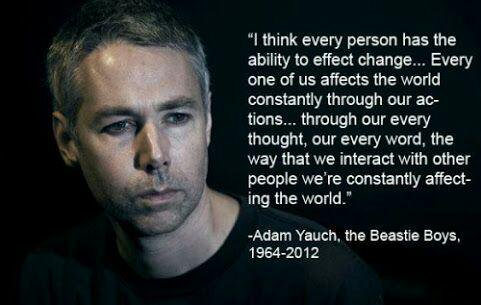 “I think every person has the
ability to effect change... Every
one of us affects the world
constantly through our ac-
tions... through our every
thought, our every word, the
way that we interact with other
people we’re constantly affect-
ing the world.”
-Adam Yauch, the Beastie Boys,
1964-2012